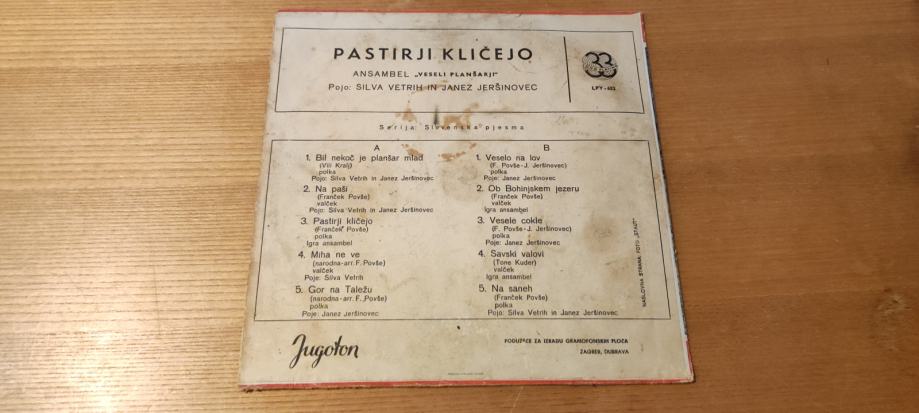 PASTIRJI KLIČEJO
ANSAMBEL „VESELI PLANŠARJI"
Pojo: SILVA VETRIH IN JANEZ JERŠINOVEC
33
LPY-
Serija: Slovenska pjesma
A
1. Bil nekoč je planšar mlad
(Vili Kralj)
polka
Pojo: Silva Vetrih in Janez Jeršinovec
2. Na paši
(Franček Povše)
valček
Pojo: Silva Vetrih in Janez Jeršinovec
3. Pastirji kličejo
(Franček Povše)
polka
Igra ansambel
4. Miha ne ve
(narodna-arr. F. Povše)
valček
Poje: Silva Vetrih
5. Gor na Taležu
(narodna-arr. F. Povše)
polka
Poje: Janez Jeršinovec
B
1. Veselo na lov
(F. Povše-J. Jeršinovec)
polka
Poje: Janez Jeršinovec
2. Ob Bohinjskem jezeru
(Franček Povše)
valček
Igra ansambel
3. Vesele cokle
(F. Povše-J. Jeršinovec)
polka
Poje: Janez Jeršinovec
4. Savski valovi
(Tone Kuder)
valček
Igra ansambel
5. Na saneh
(Franček Povše)
polka
Pojo: Silva Vetrih in Janez Jeršinovec
NASLOVNA STRANA: FOTO
Jugoton
PODUZEĆE ZA IZRADU GRAMOFONSKIH PLOČA
ZAGREB, DUBRAVA